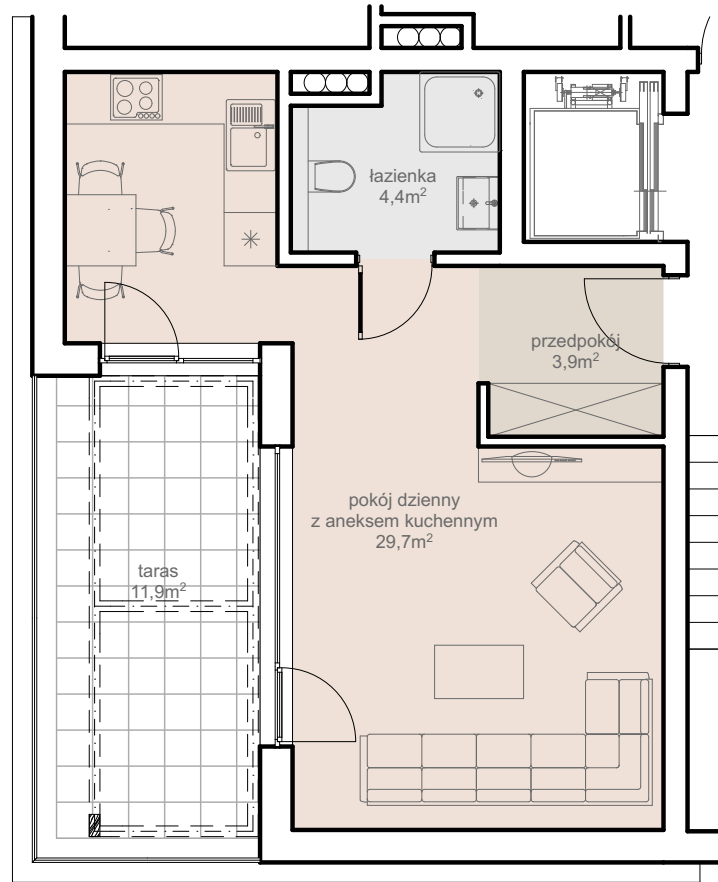 łazienka
4,4m²
przedpokój
3,9m²
pokój dzienny
z aneksem kuchennym
29,7m²
taras
11,9m²